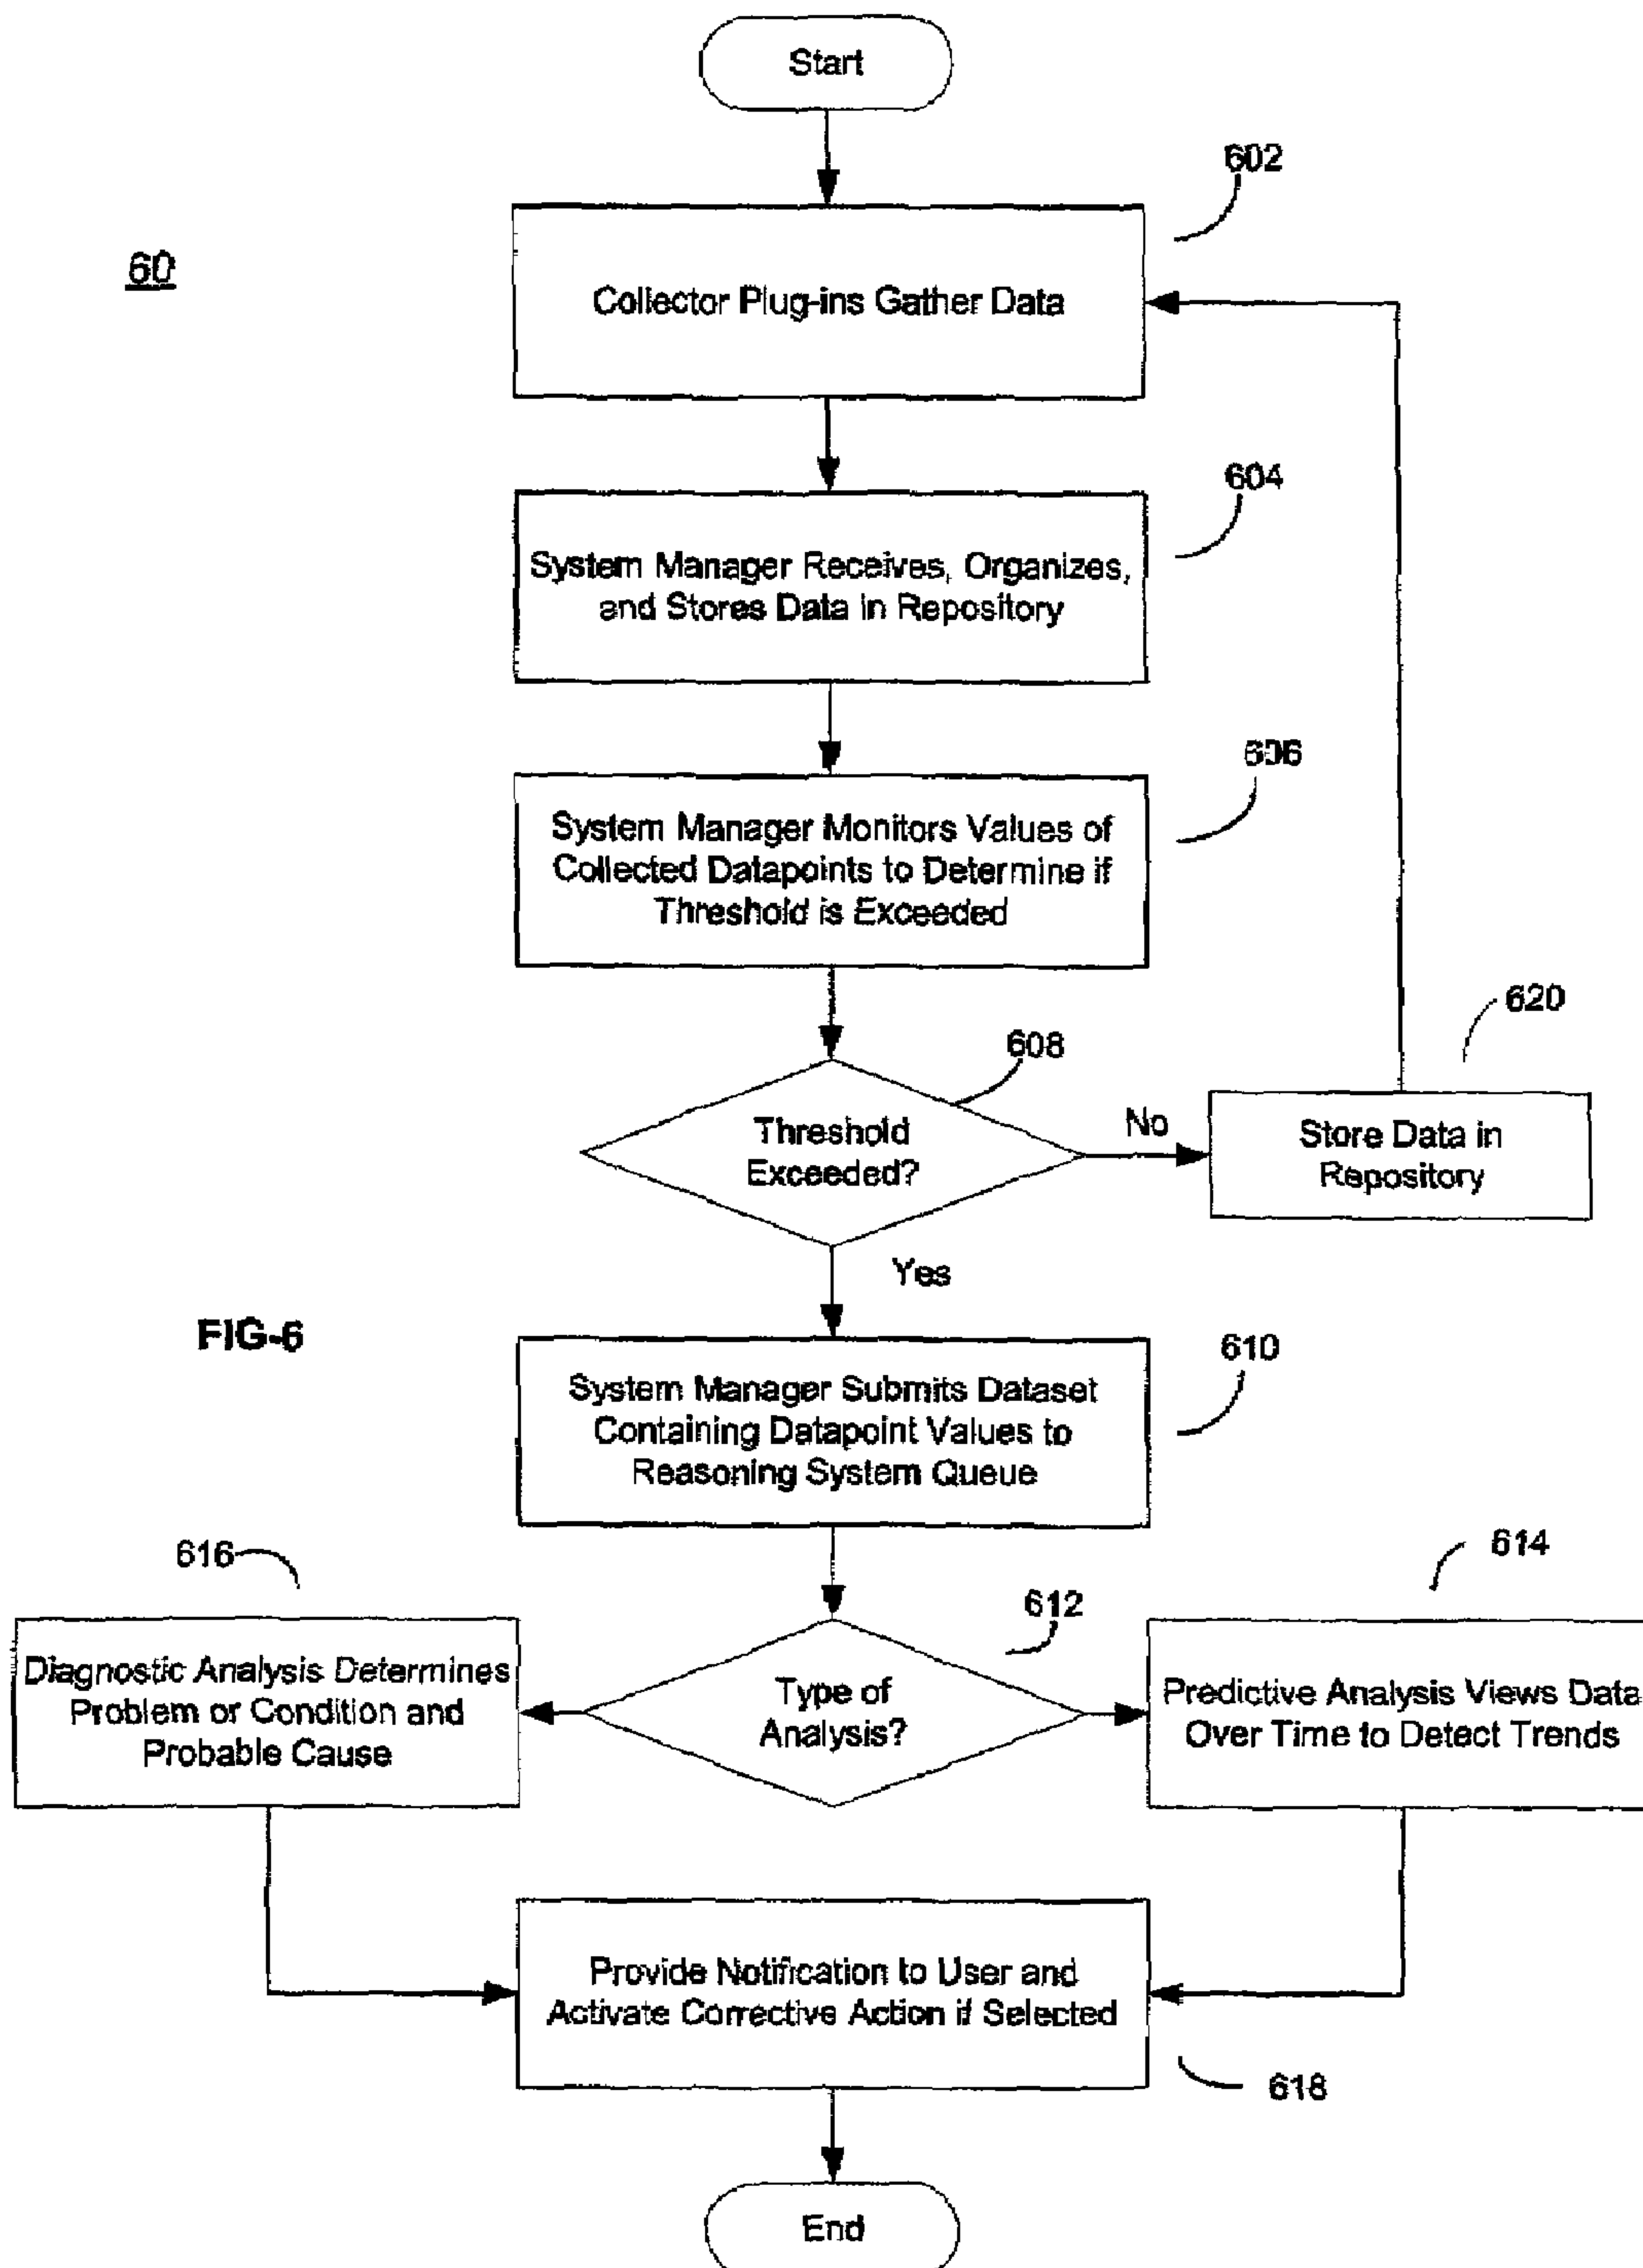 Start
602
60
Collector Plug-ins Gather Data
604
System Manager Receives, Organizes,
and Stores Data in Repository
606
System Manager Monitors Values of
Collected Datapoints to Determine if
Threshold is Exceeded
608
620
Threshold
Exceeded?
No
Store Data in
Repository
Yes
FIG-6
610
System Manager Submits Dataset
Containing Datapoint Values to
Reasoning System Queue
616
614
612
Diagnostic Analysis Determines
Problem or Condition and
Probable Cause
Type of
Analysis?
Predictive Analysis Views Data
Over Time to Detect Trends
Provide Notification to User and
Activate Corrective Action if Selected
618
End